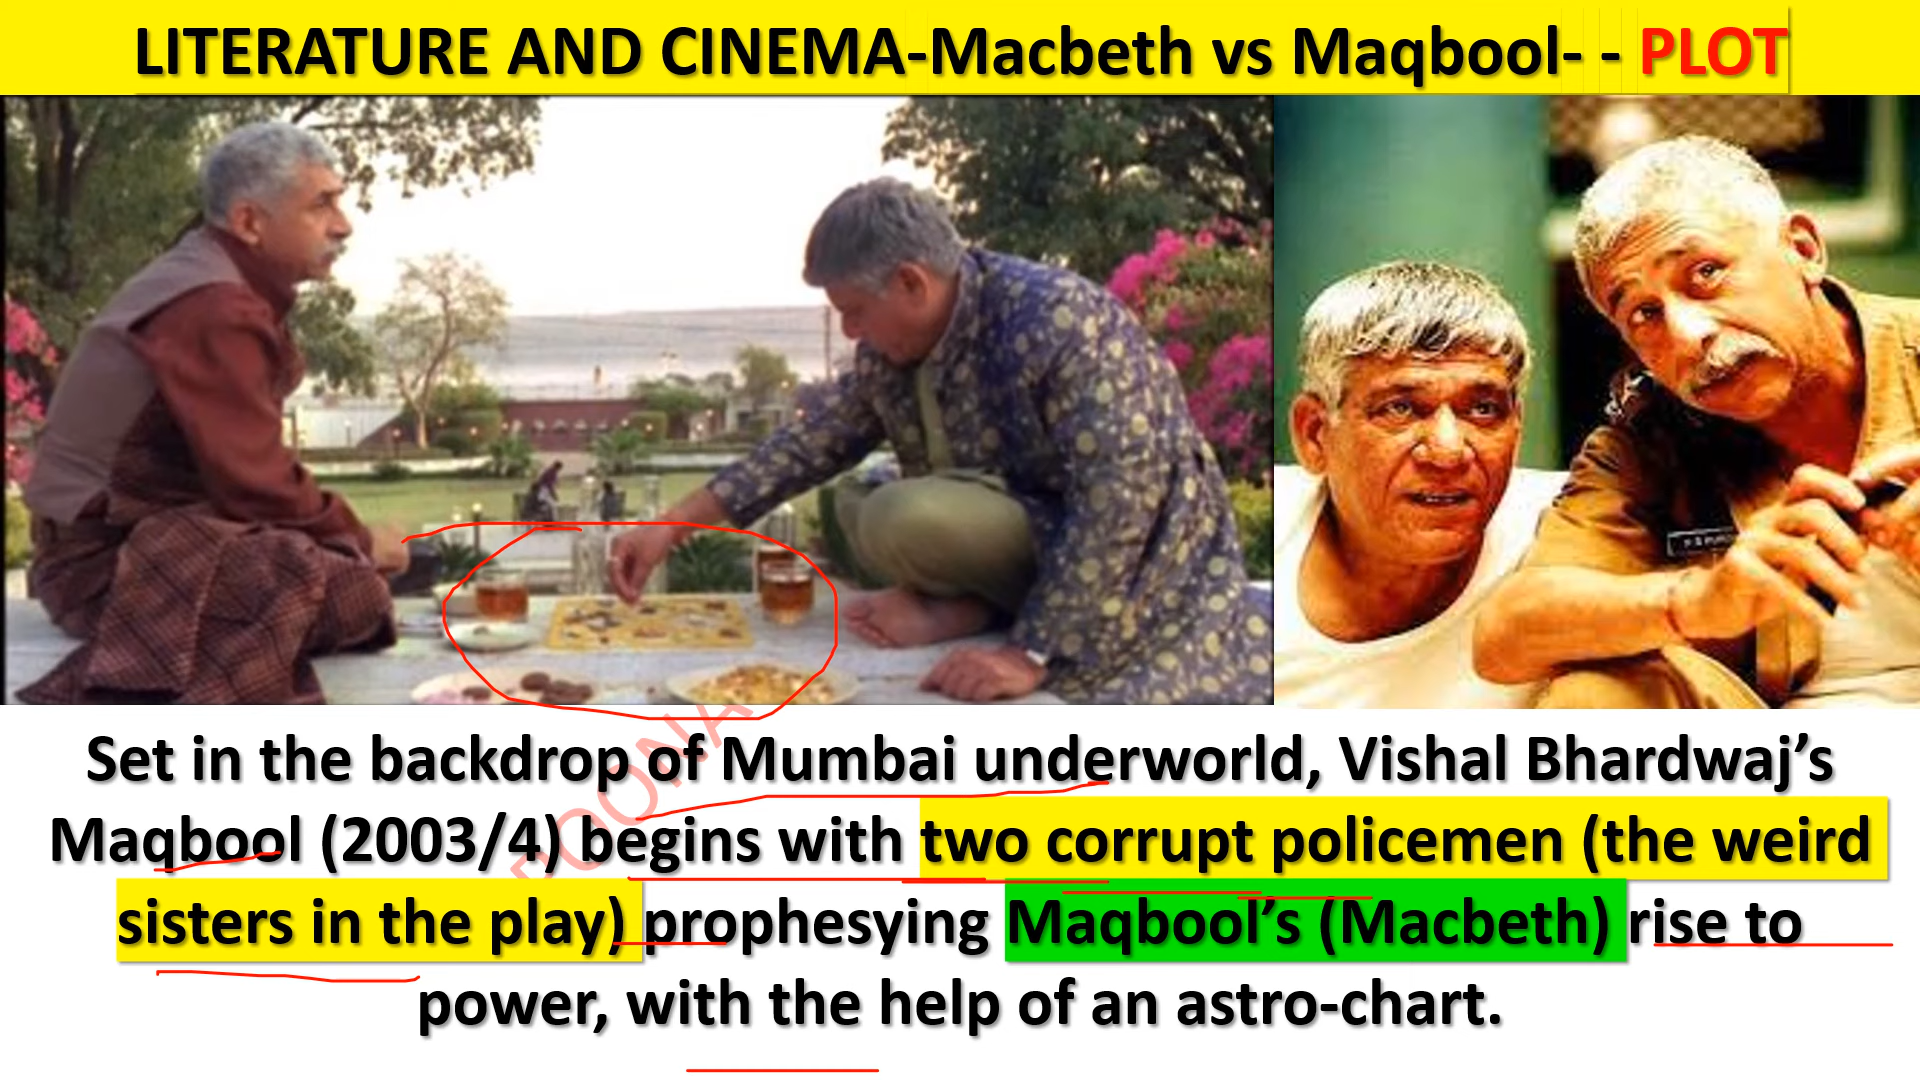 LITERATURE AND CINEMA-Macbeth vs Maqbool- - PLOT
Set in the backdrop of Mumbai underworld, Vishal Bhardwaj’s
Maqbool (2003/4) begins with two corrupt policemen (the weird
sisters in the play) prophesying Maqbool’s (Macbeth) rise to
power, with the help of an astro-chart.
POONA